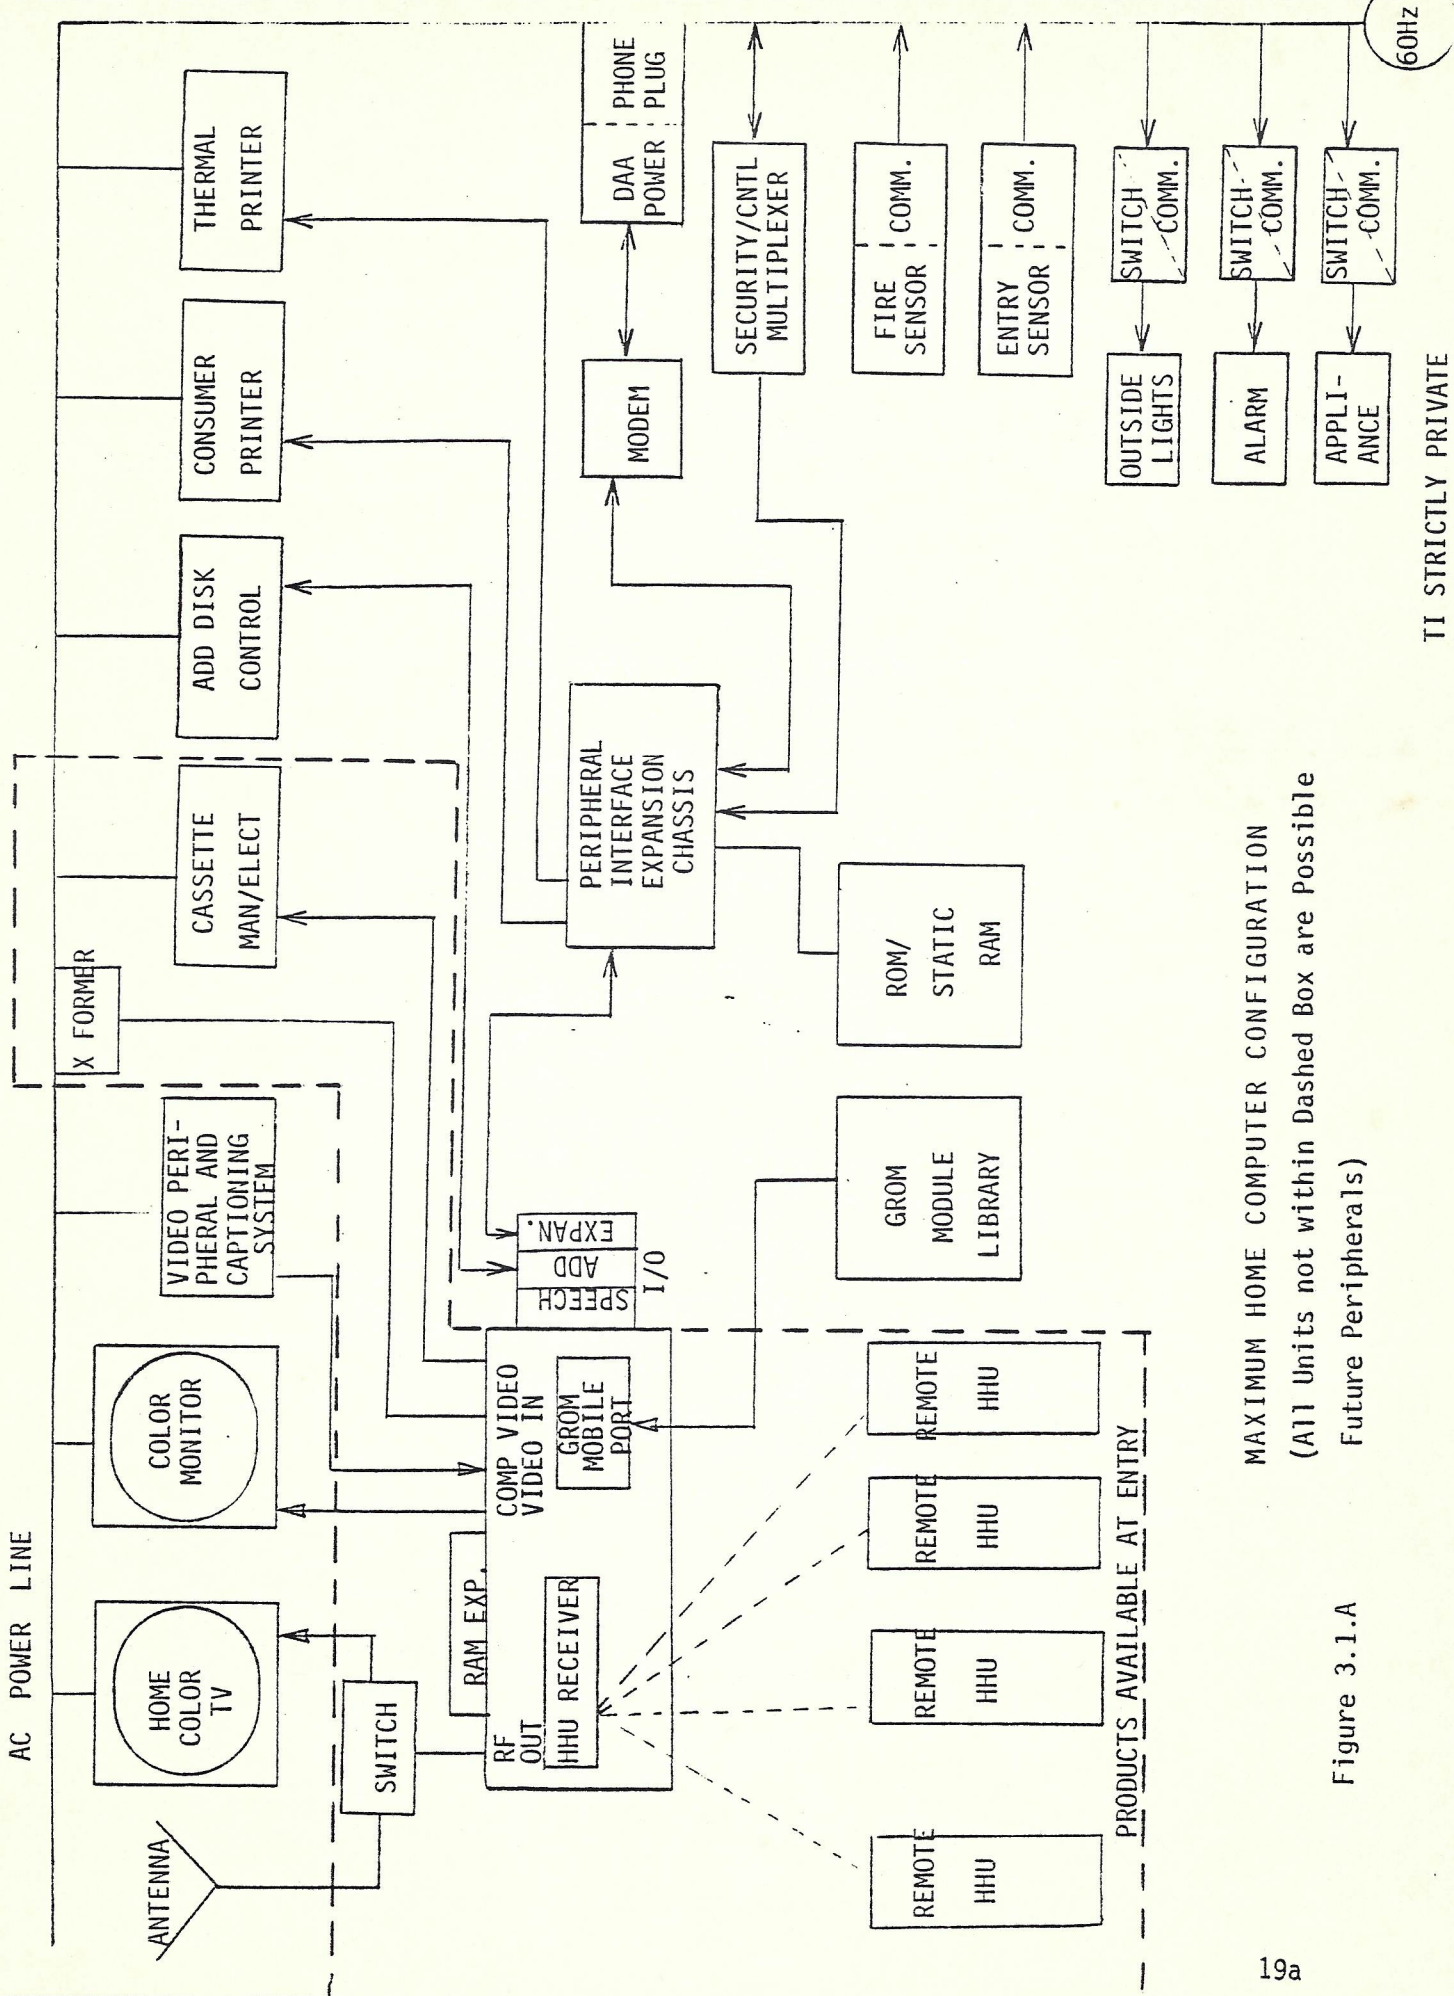 AC POWER LINE
60Hz
ANTENNA
HOME
COLOR
TV
COLOR
MONITOR
VIDEO PERI-
PHERAL AND
CAPTIONING
SYSTEM
X FORMER
CASSETTE
MAN/ELECT
ADD DISK
CONTROL
CONSUMER
PRINTER
THERMAL
PRINTER
SWITCH
RAM EXP.
RF
OUT
HHU RECEIVER
COMP VIDEO
VIDEO IN
GROM
MOBILE
PORT
SPEECH
ADD
EXPAN.
I/O
PERIPHERAL
INTERFACE
EXPANSION
CHASSIS
MODEM
DAA
POWER
PHONE
PLUG
SECURITY/CNTL
MULTIPLEXER
FIRE
SENSOR
COMM.
ENTRY
SENSOR
COMM.
OUTSIDE
LIGHTS
SWITCH
COMM.
ALARM
SWITCH
COMM.
APPLI-
ANCE
SWITCH
COMM.
REMOTE
HHU
REMOTE
HHU
REMOTE
HHU
REMOTE
HHU
GROM
MODULE
LIBRARY
ROM/
STATIC
RAM
PRODUCTS AVAILABLE AT ENTRY
MAXIMUM HOME COMPUTER CONFIGURATION
(All Units not within Dashed Box are Possible
Future Peripherals)
Figure 3.1.A
TI STRICTLY PRIVATE
19a